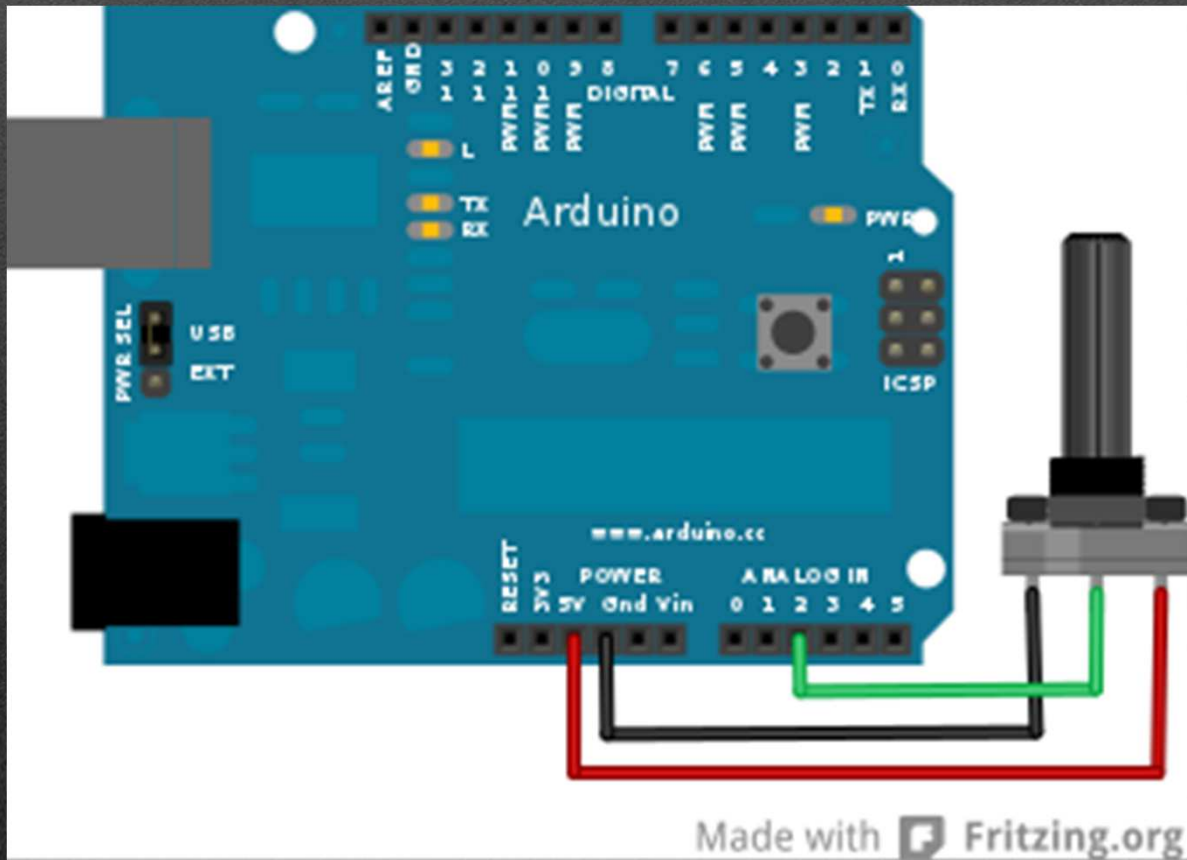 AREF GND 13 12 11 10 9 8 7 6 5 4 3 2 1 0
DIGITAL
PWM PWM PWM PWM PWM PWM TX RX
L
TX
RX
Arduino
PWR
1
PWR SEL
USB
EXT
ICSP
www.arduino.cc
RESET 3V3
POWER
ANALOG IN
5V Gnd Vin 0 1 2 3 4 5
Made with Fritzing.org